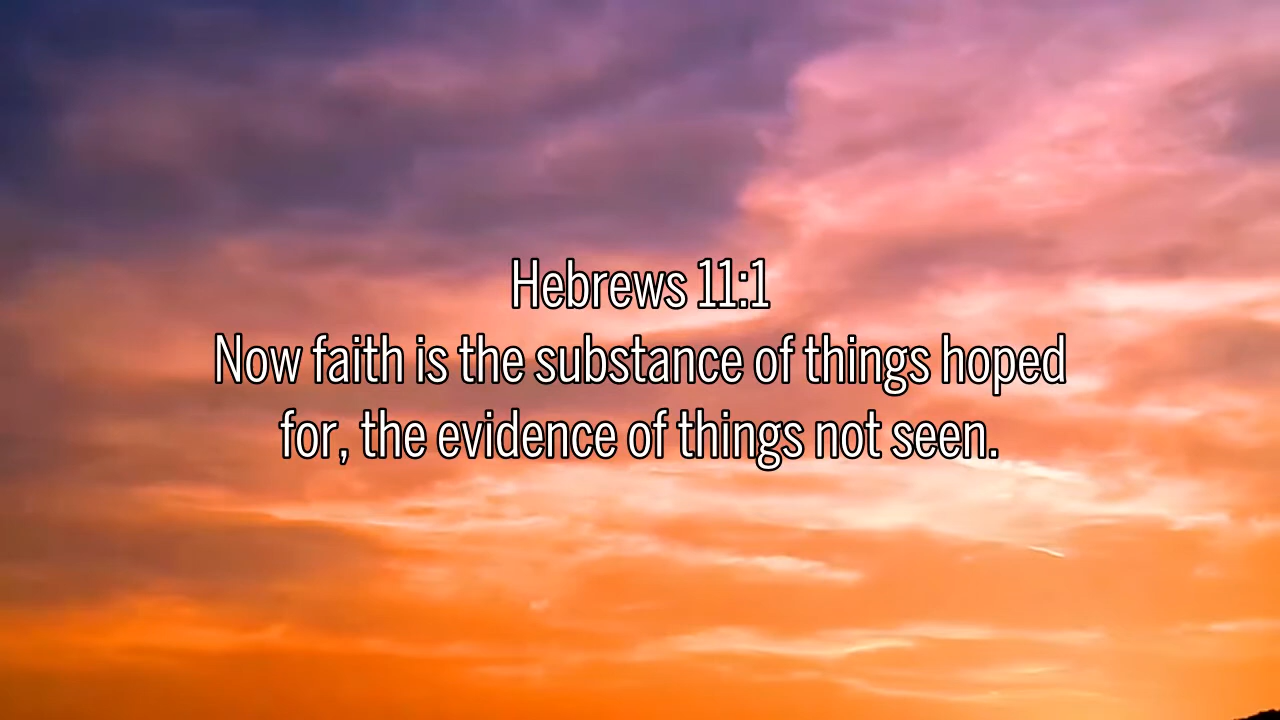 Hebrews 11:1
Now faith is the substance of things hoped
for, the evidence of things not seen.